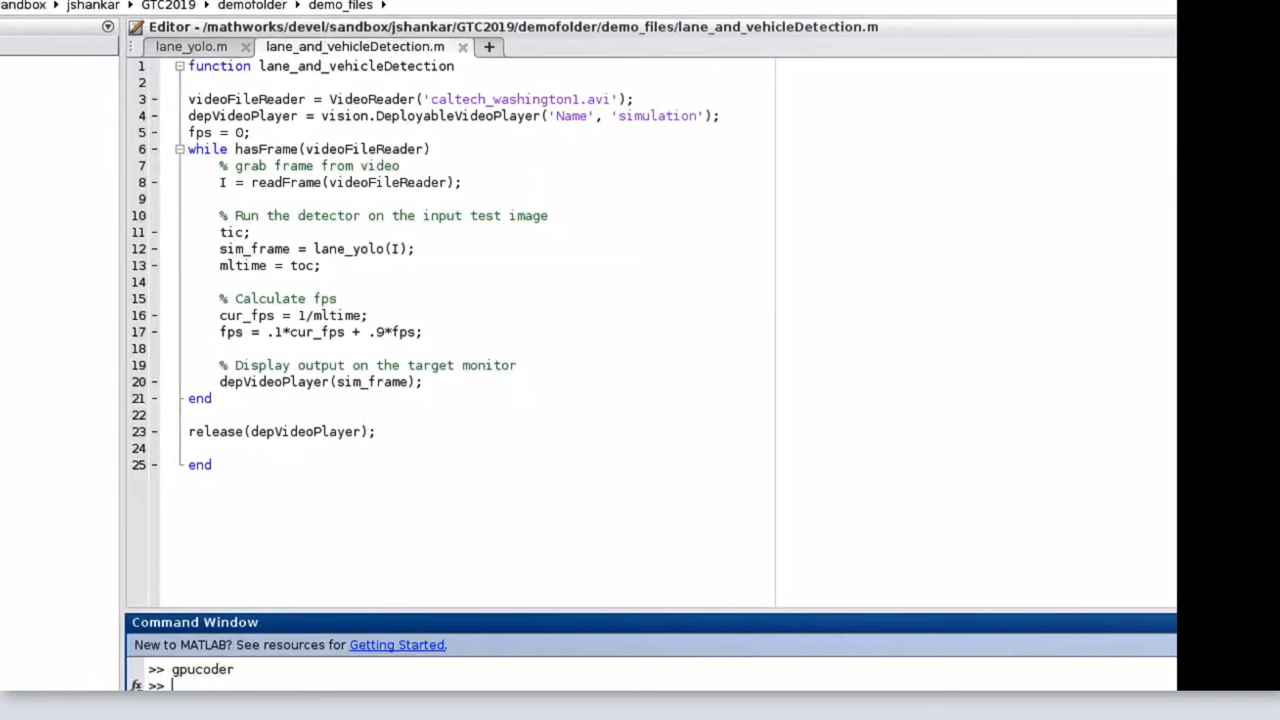 andbox ▸ jshankar ▸ GTC2019 ▸ demofolder ▸ demo_files ▸
Editor - /mathworks/devel/sandbox/jshankar/GTC2019/demofolder/demo_files/lane_and_vehicleDetection.m
lane_yolo.m × lane_and_vehicleDetection.m × +
1 function lane_and_vehicleDetection
2
3 - videoFileReader = VideoReader('caltech_washington1.avi');
4 - depVideoPlayer = vision.DeployableVideoPlayer('Name', 'simulation');
5 - fps = 0;
6 - while hasFrame(videoFileReader)
7 % grab frame from video
8 - I = readFrame(videoFileReader);
9
10 % Run the detector on the input test image
11 - tic;
12 - sim_frame = lane_yolo(I);
13 - mltime = toc;
14
15 % Calculate fps
16 - cur_fps = 1/mltime;
17 - fps = .1*cur_fps + .9*fps;
18
19 % Display output on the target monitor
20 - depVideoPlayer(sim_frame);
21 - end
22
23 - release(depVideoPlayer);
24
25 - end
Command Window
New to MATLAB? See resources for Getting Started.
>> gpucoder
fx >>